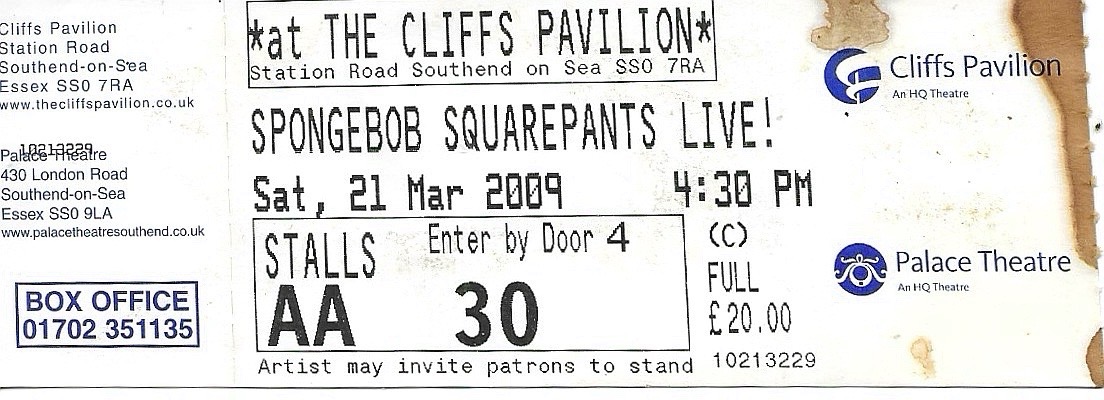 Cliffs Pavilion
Station Road
Southend-on-Sea
Essex SS0 7RA
www.thecliffspavilion.co.uk
10213229
Palace Theatre
430 London Road
Southend-on-Sea
Essex SS0 9LA
www.palacetheatresouthend.co.uk
BOX OFFICE
01702 351135
*at THE CLIFFS PAVILION*
Station Road Southend on Sea SS0 7RA
SPONGEBOB SQUAREPANTS LIVE!
Sat, 21 Mar 2009 4:30 PM
STALLS Enter by Door 4
AA 30
(C)
FULL
£20.00
Artist may invite patrons to stand 10213229
Cliffs Pavilion
An HQ Theatre
Palace Theatre
An HQ Theatre